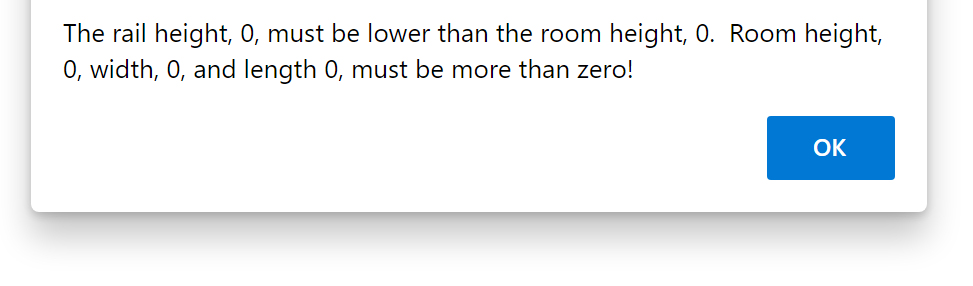 The rail height, 0, must be lower than the room height, 0.  Room height,
0, width, 0, and length 0, must be more than zero!
OK